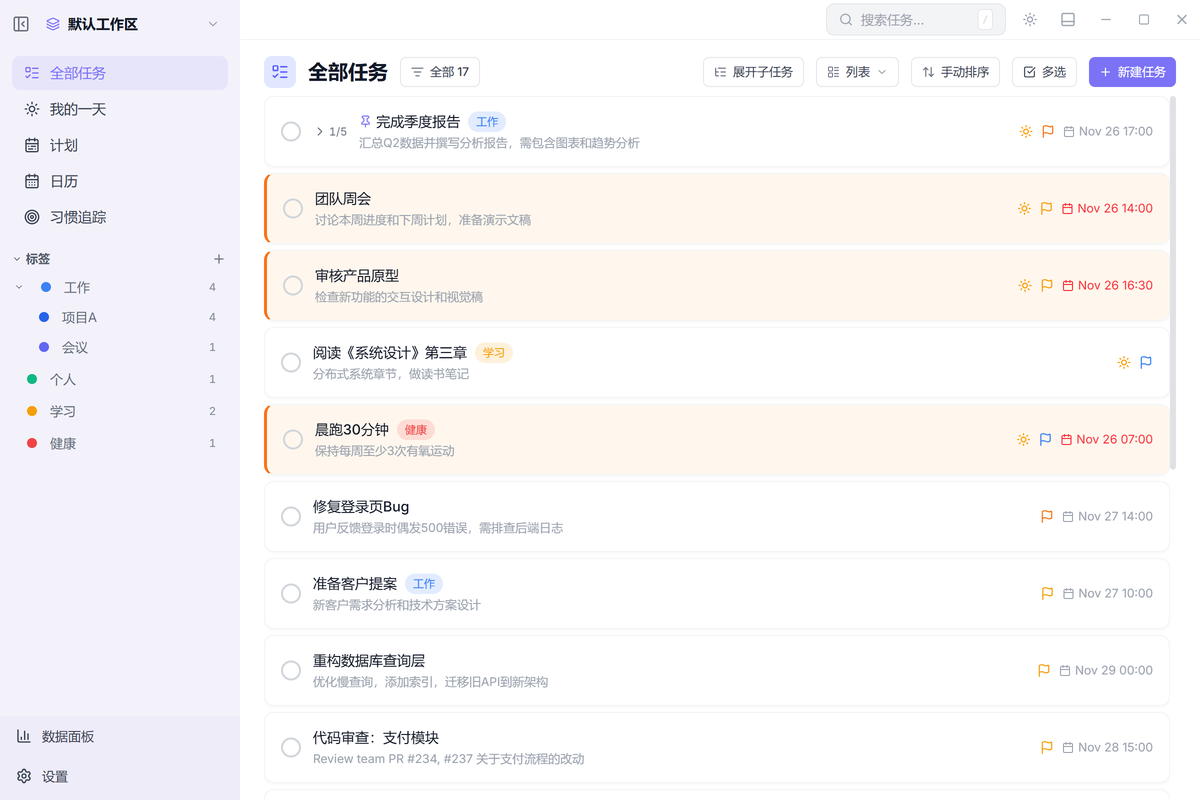 默认工作区
搜索任务... /
全部任务
我的一天
计划
日历
习惯追踪
标签
工作 4
项目A 4
会议 1
个人 1
学习 2
健康 1
数据面板
设置
全部任务 全部 17 展开子任务 列表 手动排序 多选 新建任务
1/5 完成季度报告 工作 Nov 26 17:00
汇总Q2数据并撰写分析报告，需包含图表和趋势分析
团队周会 Nov 26 14:00
讨论本周进度和下周计划，准备演示文稿
审核产品原型 Nov 26 16:30
检查新功能的交互设计和视觉稿
阅读《系统设计》第三章 学习
分布式系统章节，做读书笔记
晨跑30分钟 健康 Nov 26 07:00
保持每周至少3次有氧运动
修复登录页Bug Nov 27 14:00
用户反馈登录时偶发500错误，需排查后端日志
准备客户提案 工作 Nov 27 10:00
新客户需求分析和技术方案设计
重构数据库查询层 Nov 29 00:00
优化慢查询，添加索引，迁移旧API到新架构
代码审查：支付模块 Nov 28 15:00
Review team PR #234, #237 关于支付流程的改动